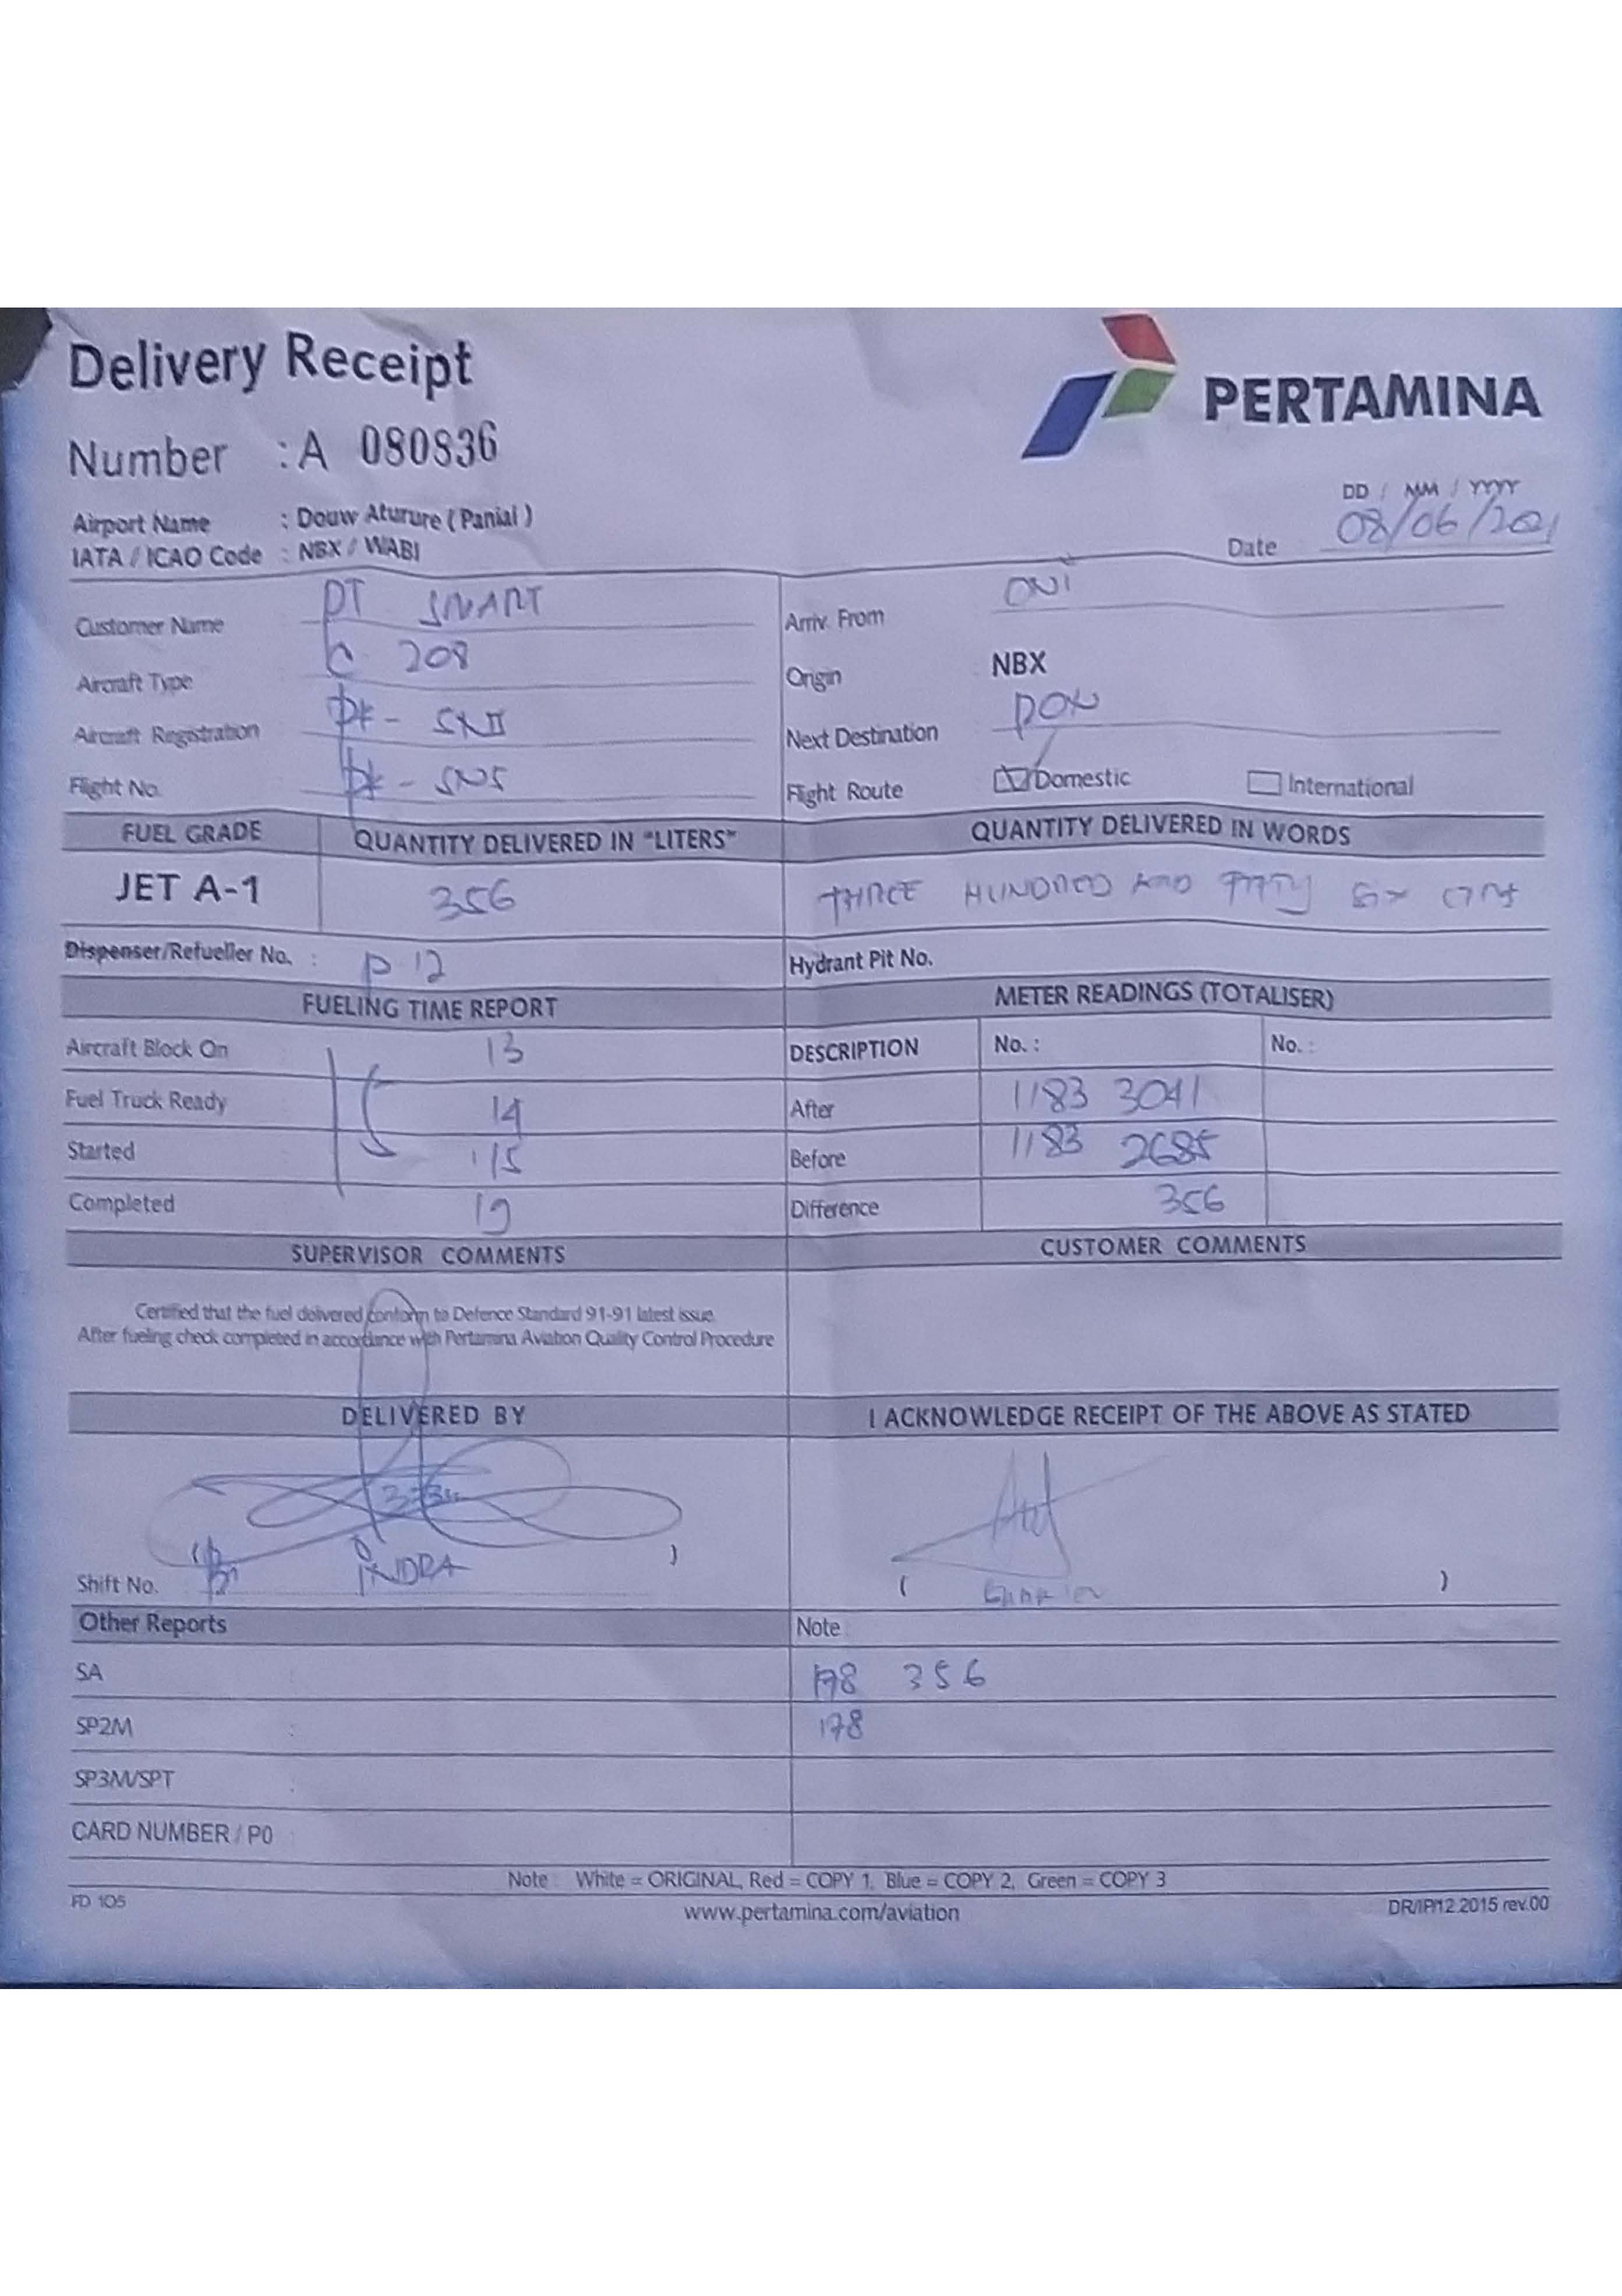 Delivery Receipt
PERTAMINA
Number : A 080836
DD / MM / YYYY
Airport Name : Douw Aturure ( Panial )
Date 08/06/2021
IATA / ICAO Code : NBX / WABI
Customer Name PT SMART
Arriv. From ONI
Aircraft Type C 208
Origin NBX
Aircraft Registration PK -
Next Destination
Flight No. PK - SNS
Flight Route Domestic International
FUEL GRADE QUANTITY DELIVERED IN "LITERS" QUANTITY DELIVERED IN WORDS
JET A-1 356 THREE HUNDRED AND FIFTY SIX
Dispenser/Refueller No. : P 12 Hydrant Pit No.
FUELING TIME REPORT METER READINGS (TOTALISER)
Aircraft Block On 13 DESCRIPTION No. : No. :
Fuel Truck Ready 14 After 1183 3041
Started 15 Before 1183 2685
Completed 19 Difference 356
SUPERVISOR COMMENTS CUSTOMER COMMENTS
Certified that the fuel delivered conform to Defence Standard 91-91 latest issue.
After fueling check completed in accordance with Pertamina Aviation Quality Control Procedure
DELIVERED BY I ACKNOWLEDGE RECEIPT OF THE ABOVE AS STATED
Shift No. INDRA ) ( )
Other Reports Note
SA 178 356
SP2M : 178
SP3M/SPT
CARD NUMBER / P0
Note : White = ORIGINAL, Red = COPY 1, Blue = COPY 2, Green = COPY 3
FD 105 www.pertamina.com/aviation DR/IP/12.2015 rev.00